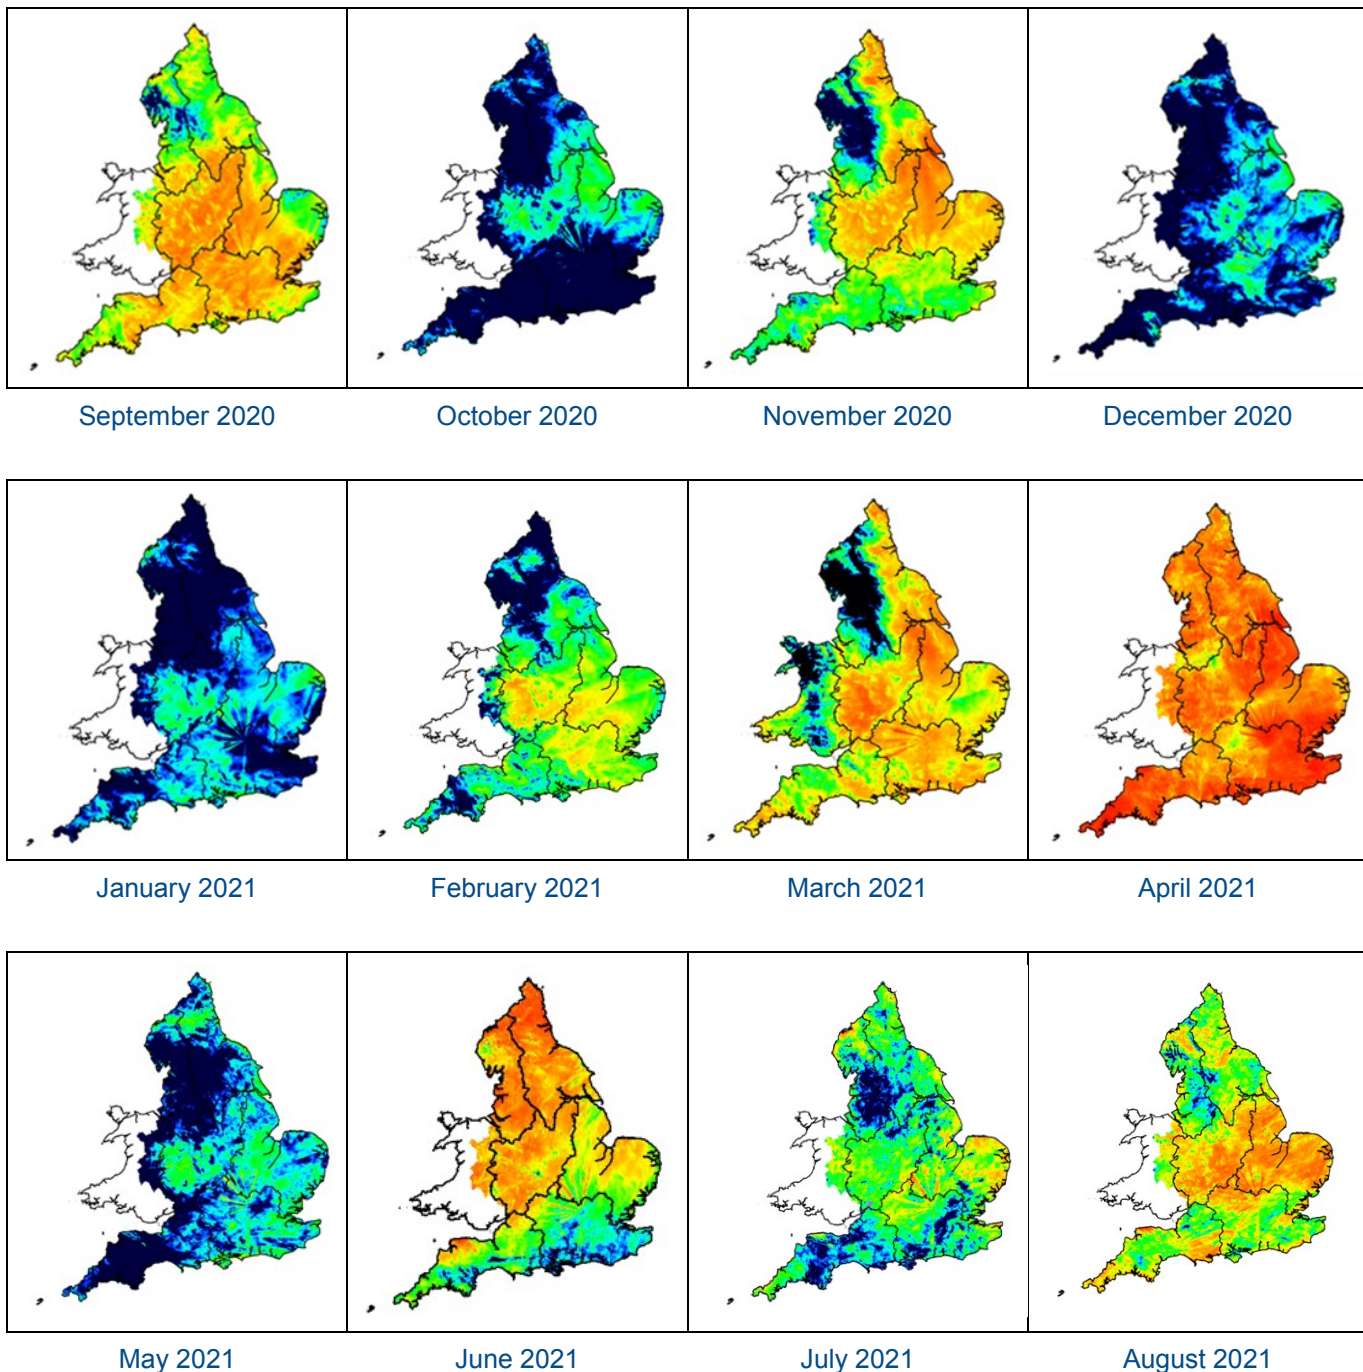 September 2020
October 2020
November 2020
December 2020
January 2021
February 2021
March 2021
April 2021
May 2021
June 2021
July 2021
August 2021